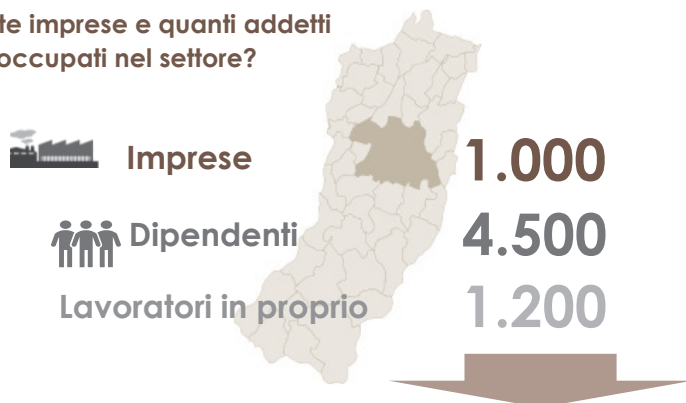 te imprese e quanti addetti
occupati nel settore?
Imprese 1.000
Dipendenti 4.500
Lavoratori in proprio 1.200